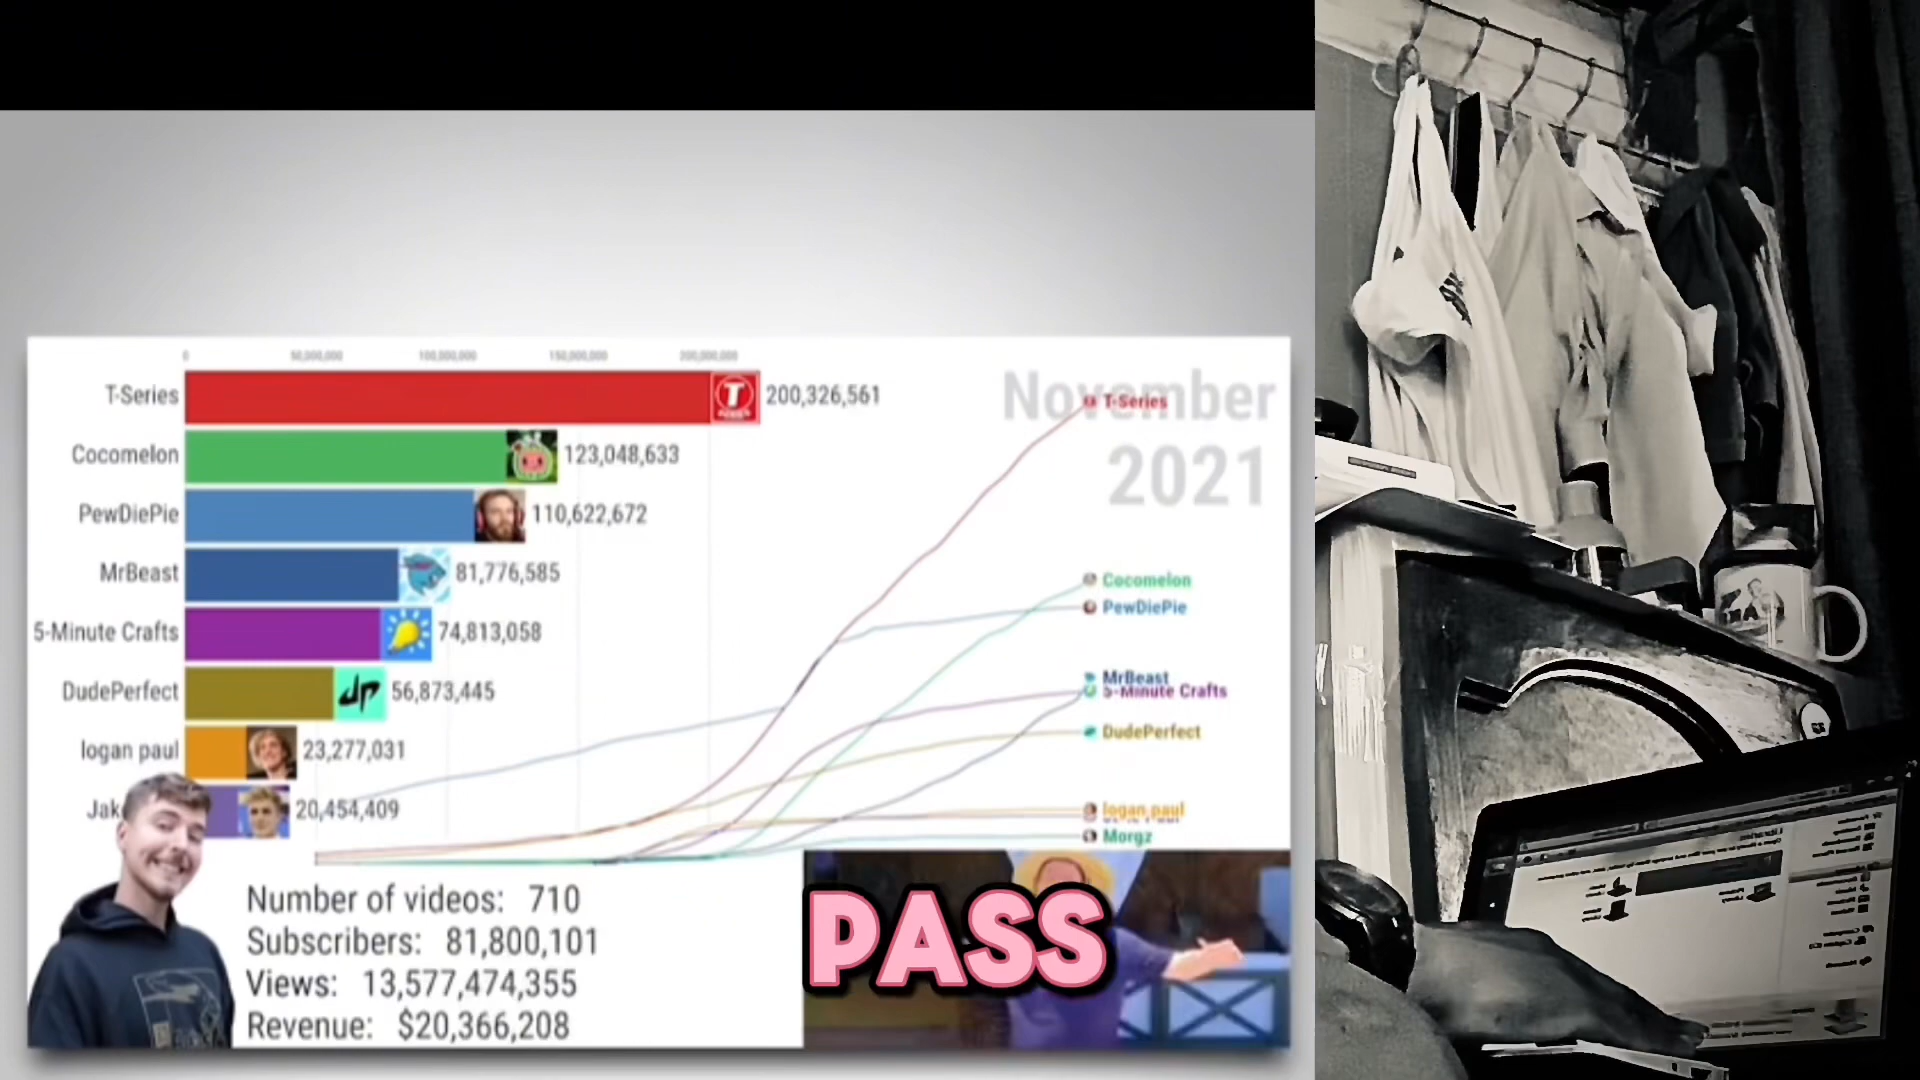 0 50,000,000 100,000,000 150,000,000 200,000,000
T-Series 200,326,561
Cocomelon 123,048,633
PewDiePie 110,622,672
MrBeast 81,776,585
5-Minute Crafts 74,813,058
DudePerfect dp 56,873,445
logan paul 23,277,031
Jak 20,454,409
November
2021
T-Series
Cocomelon
PewDiePie
MrBeast
5-Minute Crafts
DudePerfect
logan paul
Morgz
Number of videos: 710
Subscribers: 81,800,101
Views: 13,577,474,355
Revenue: $20,366,208
PASS